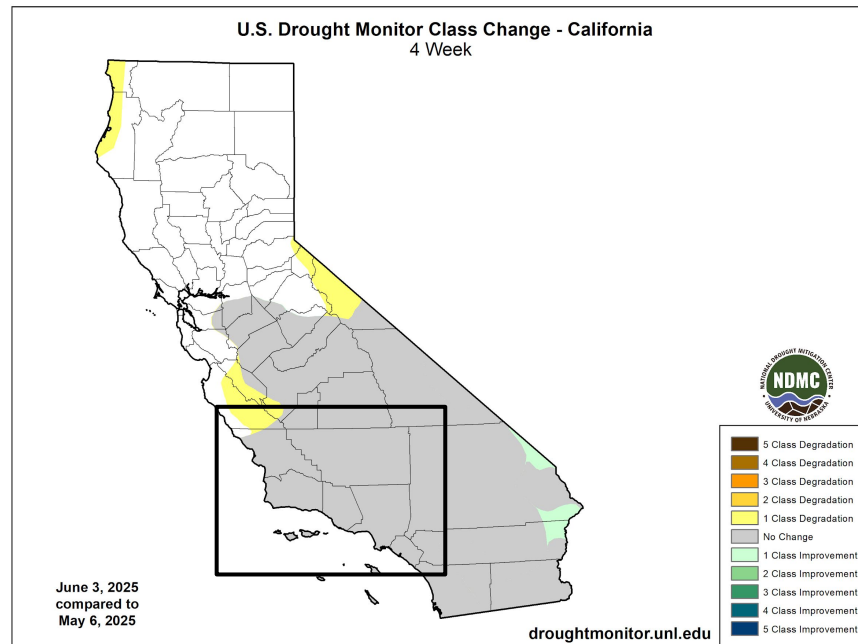 U.S. Drought Monitor Class Change - California
4 Week
NATIONAL DROUGHT MITIGATION CENTER
NDMC
UNIVERSITY OF NEBRASKA
5 Class Degradation
4 Class Degradation
3 Class Degradation
2 Class Degradation
1 Class Degradation
No Change
1 Class Improvement
2 Class Improvement
3 Class Improvement
4 Class Improvement
5 Class Improvement
June 3, 2025
compared to
May 6, 2025
droughtmonitor.unl.edu